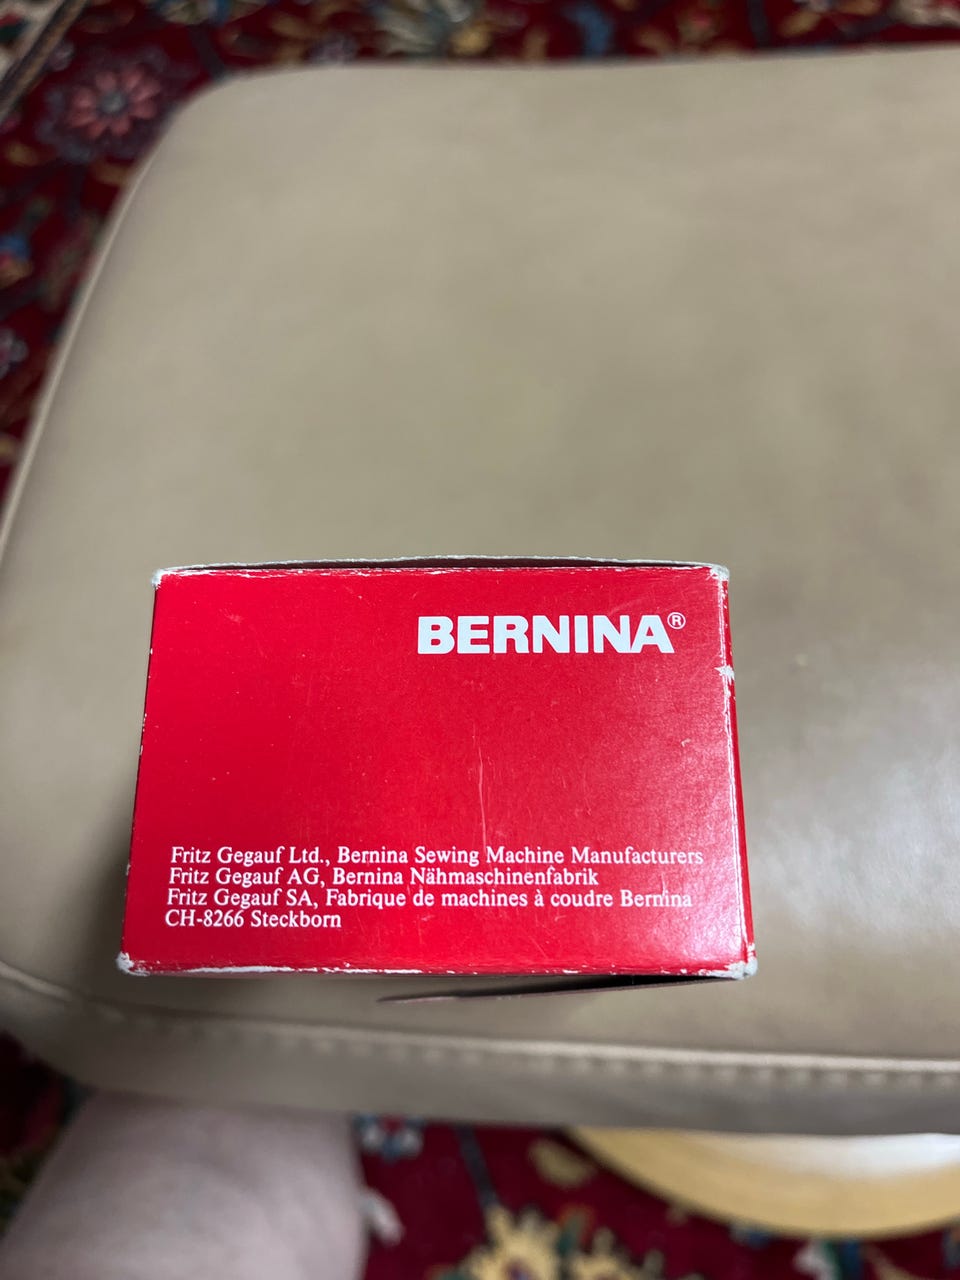 BERNINA®
Fritz Gegauf Ltd., Bernina Sewing Machine Manufacturers
Fritz Gegauf AG, Bernina Nähmaschinenfabrik
Fritz Gegauf SA, Fabrique de machines à coudre Bernina
CH-8266 Steckborn